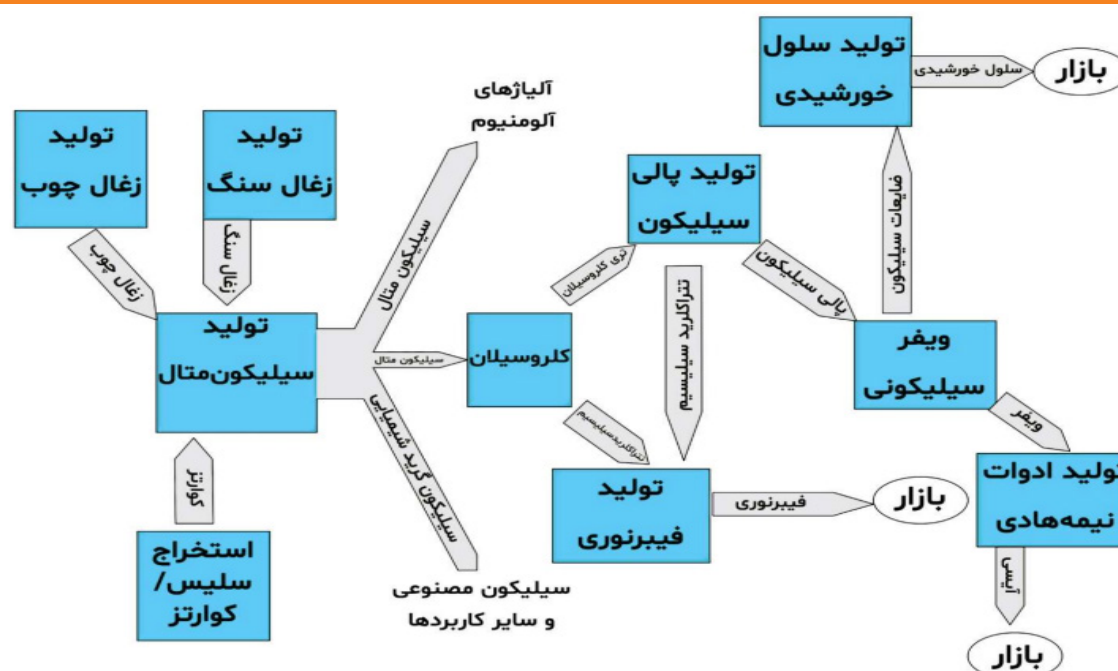 تولید
زغال چوب
تولید
زغال سنگ
زغال چوب
زغال سنگ
تولید
سیلیکون‌متال
کوارتز
استخراج
سلیس/
کوارتز
آلیاژهای
آلومنیوم
سیلیکون متال
سیلیکون متال
سیلیکون گرید شیمیایی
سیلیکون مصنوعی
و سایر کاربردها
کلروسیلان
تری کلروسیلان
تتراکلریدسیلیسیم
تولید پالی
سیلیکون
تتراکلرید سیلیسیم
پالی سیلیکون
تولید
فیبرنوری
فیبرنوری
بازار
ویفر
سیلیکونی
ضایعات سیلیکون
تولید سلول
خورشیدی
سلول خورشیدی
بازار
ویفر
تولید ادوات
نیمه‌هادی
آیسی
بازار